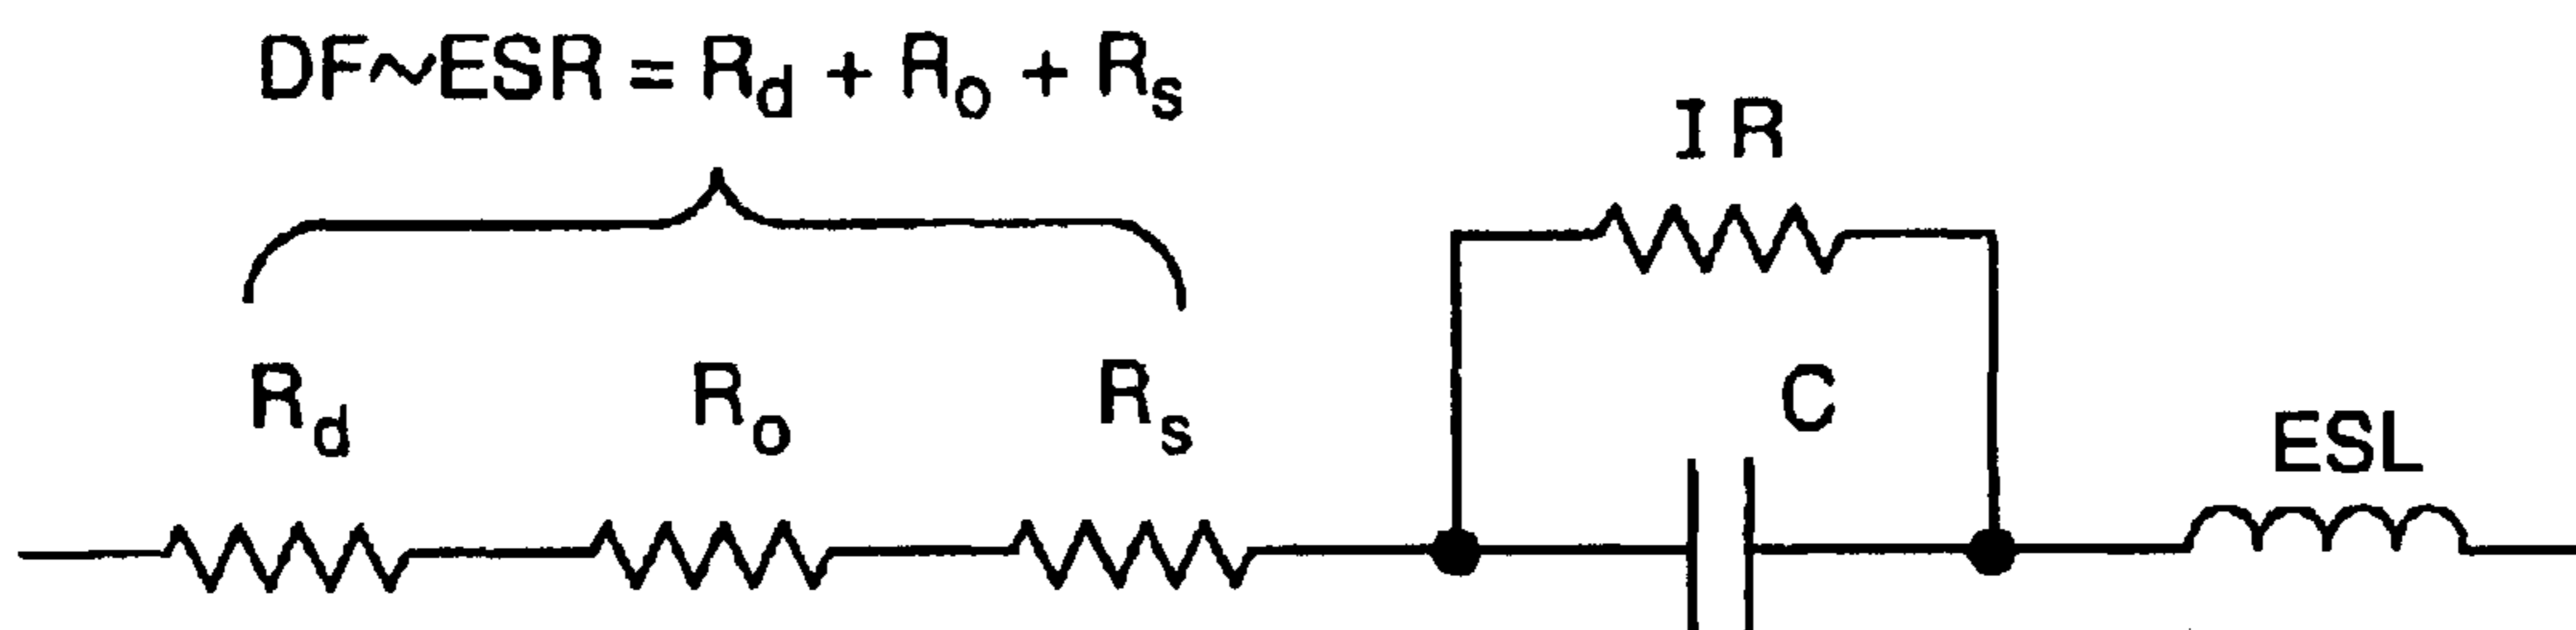 DF~ESR = Rd + Ro + Rs
IR
Rd Ro Rs C
ESL